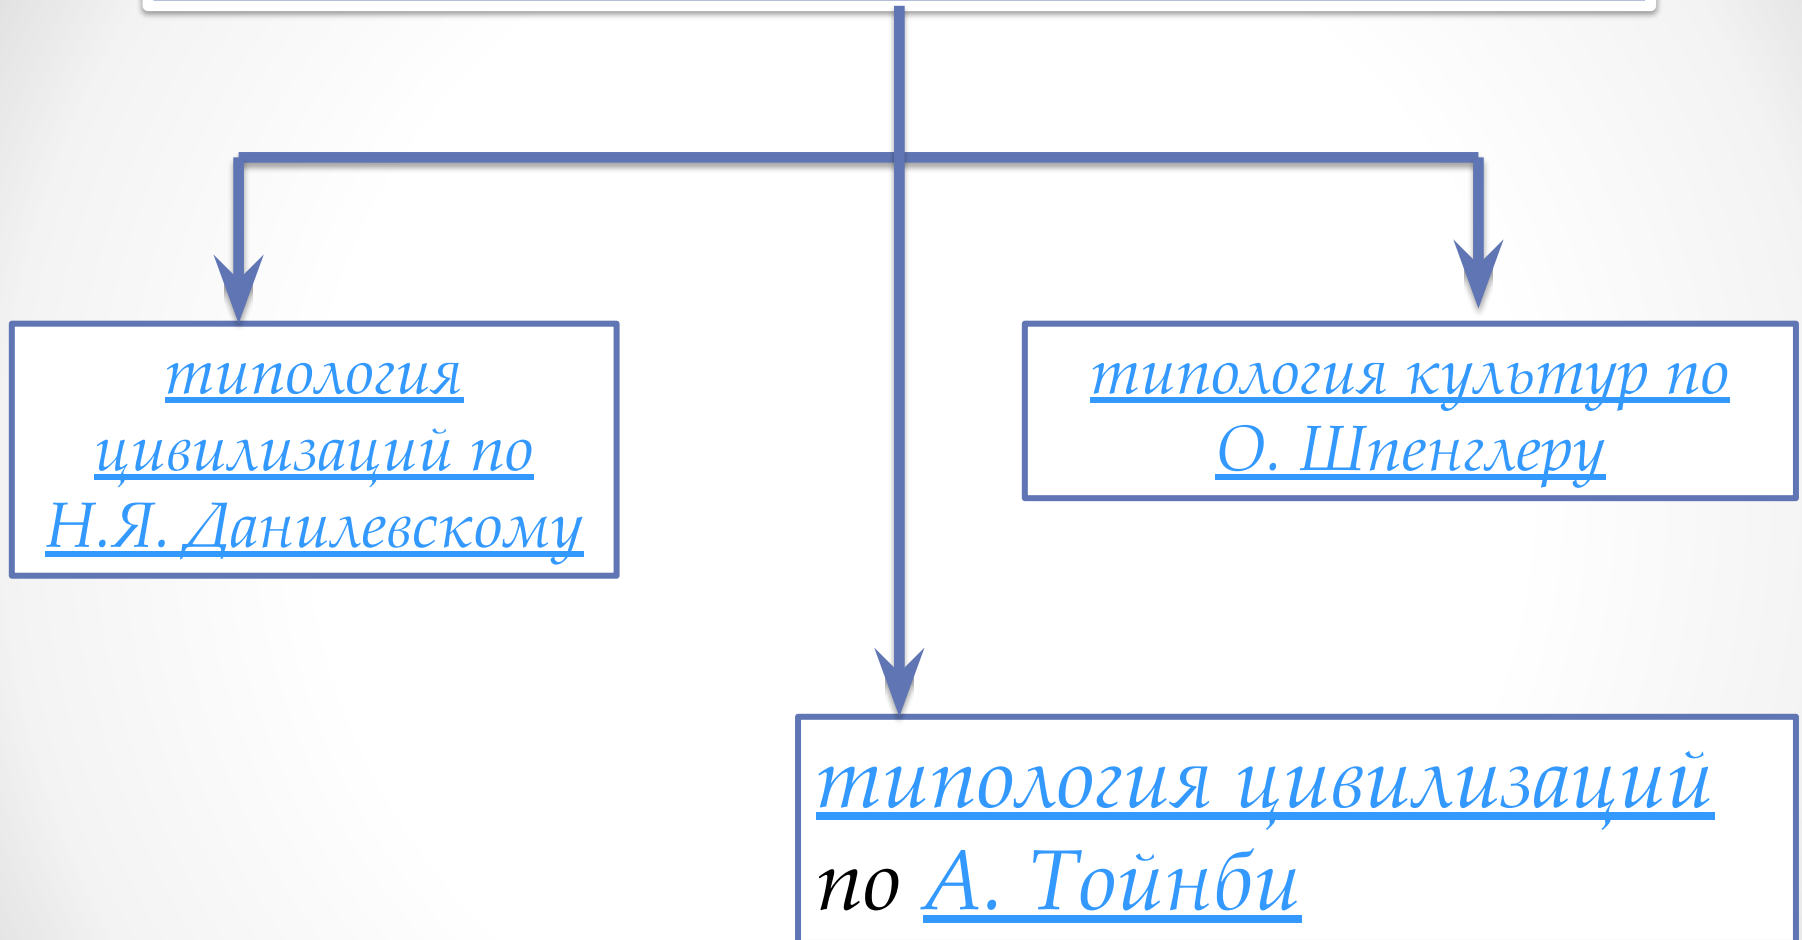 типология
цивилизаций по
Н.Я. Данилевскому
типология культур по
О. Шпенглеру
типология цивилизаций
по А. Тойнби